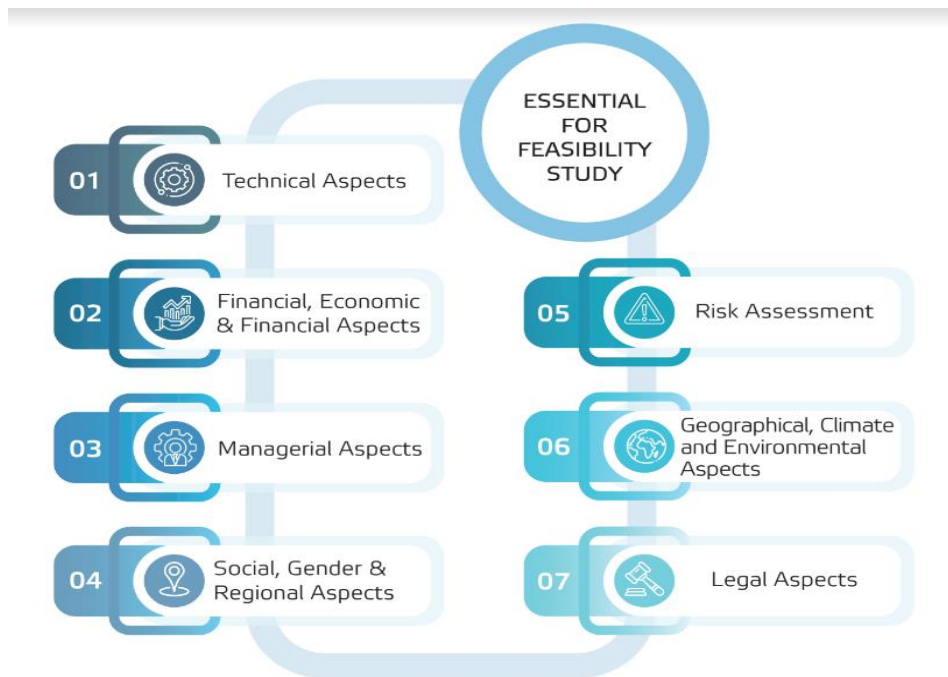 ESSENTIAL
FOR
FEASIBILITY
STUDY
01
Technical Aspects
02
Financial, Economic
& Financial Aspects
03
Managerial Aspects
04
Social, Gender &
Regional Aspects
05
Risk Assessment
06
Geographical, Climate
and Environmental
Aspects
07
Legal Aspects